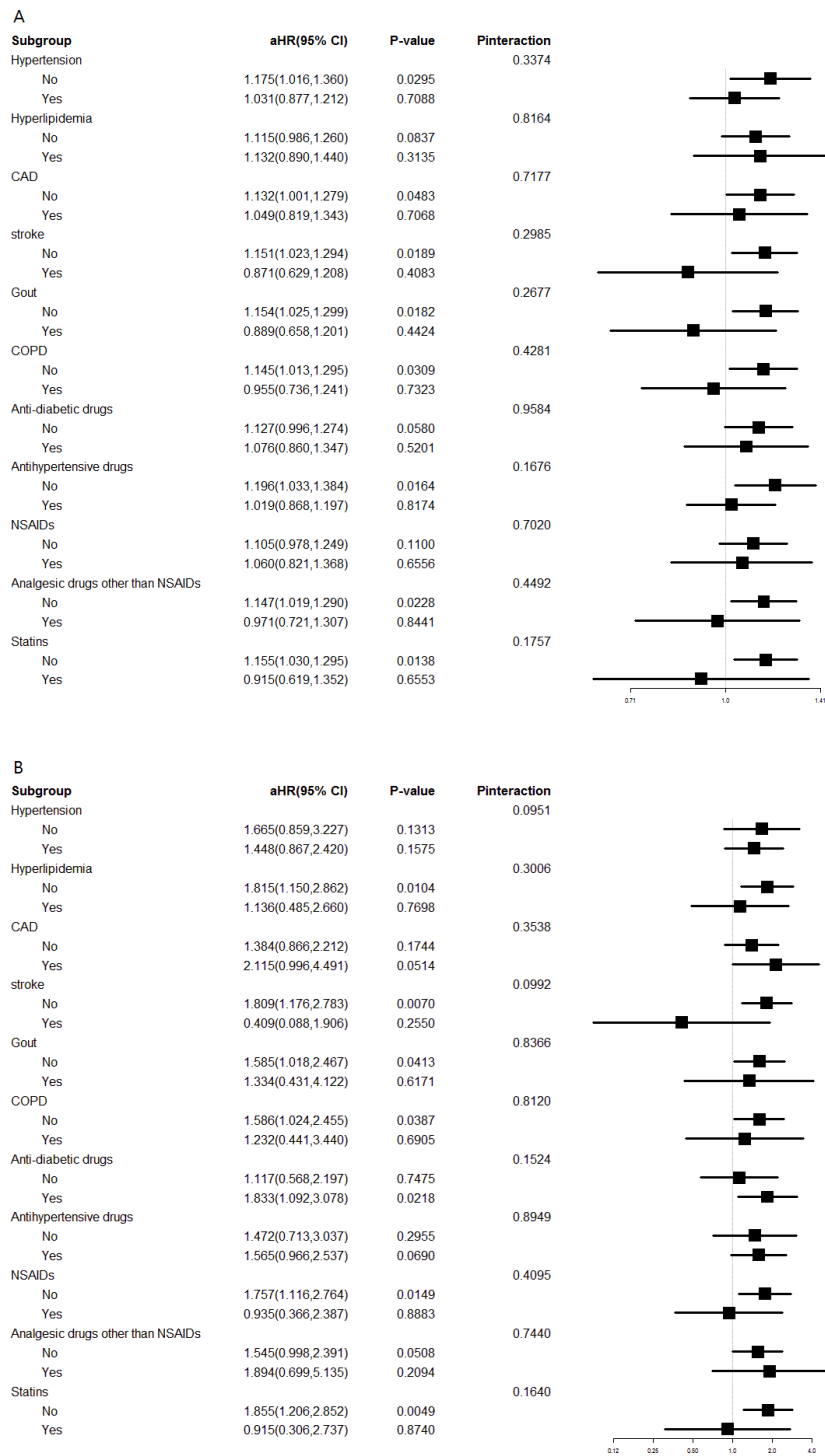 A
Subgroup aHR(95% CI) P-value Pinteraction
Hypertension 0.3374
No 1.175(1.016,1.360) 0.0295
Yes 1.031(0.877,1.212) 0.7088
Hyperlipidemia 0.8164
No 1.115(0.986,1.260) 0.0837
Yes 1.132(0.890,1.440) 0.3135
CAD 0.7177
No 1.132(1.001,1.279) 0.0483
Yes 1.049(0.819,1.343) 0.7068
stroke 0.2985
No 1.151(1.023,1.294) 0.0189
Yes 0.871(0.629,1.208) 0.4083
Gout 0.2677
No 1.154(1.025,1.299) 0.0182
Yes 0.889(0.658,1.201) 0.4424
COPD 0.4281
No 1.145(1.013,1.295) 0.0309
Yes 0.955(0.736,1.241) 0.7323
Anti-diabetic drugs 0.9584
No 1.127(0.996,1.274) 0.0580
Yes 1.076(0.860,1.347) 0.5201
Antihypertensive drugs 0.1676
No 1.196(1.033,1.384) 0.0164
Yes 1.019(0.868,1.197) 0.8174
NSAIDs 0.7020
No 1.105(0.978,1.249) 0.1100
Yes 1.060(0.821,1.368) 0.6556
Analgesic drugs other than NSAIDs 0.4492
No 1.147(1.019,1.290) 0.0228
Yes 0.971(0.721,1.307) 0.8441
Statins 0.1757
No 1.155(1.030,1.295) 0.0138
Yes 0.915(0.619,1.352) 0.6553
0.71 1.0 1.41
B
Subgroup aHR(95% CI) P-value Pinteraction
Hypertension 0.0951
No 1.665(0.859,3.227) 0.1313
Yes 1.448(0.867,2.420) 0.1575
Hyperlipidemia 0.3006
No 1.815(1.150,2.862) 0.0104
Yes 1.136(0.485,2.660) 0.7698
CAD 0.3538
No 1.384(0.866,2.212) 0.1744
Yes 2.115(0.996,4.491) 0.0514
stroke 0.0992
No 1.809(1.176,2.783) 0.0070
Yes 0.409(0.088,1.906) 0.2550
Gout 0.8366
No 1.585(1.018,2.467) 0.0413
Yes 1.334(0.431,4.122) 0.6171
COPD 0.8120
No 1.586(1.024,2.455) 0.0387
Yes 1.232(0.441,3.440) 0.6905
Anti-diabetic drugs 0.1524
No 1.117(0.568,2.197) 0.7475
Yes 1.833(1.092,3.078) 0.0218
Antihypertensive drugs 0.8949
No 1.472(0.713,3.037) 0.2955
Yes 1.565(0.966,2.537) 0.0690
NSAIDs 0.4095
No 1.757(1.116,2.764) 0.0149
Yes 0.935(0.366,2.387) 0.8883
Analgesic drugs other than NSAIDs 0.7440
No 1.545(0.998,2.391) 0.0508
Yes 1.894(0.699,5.135) 0.2094
Statins 0.1640
No 1.855(1.206,2.852) 0.0049
Yes 0.915(0.306,2.737) 0.8740
0.12 0.25 0.50 1.0 2.0 4.0